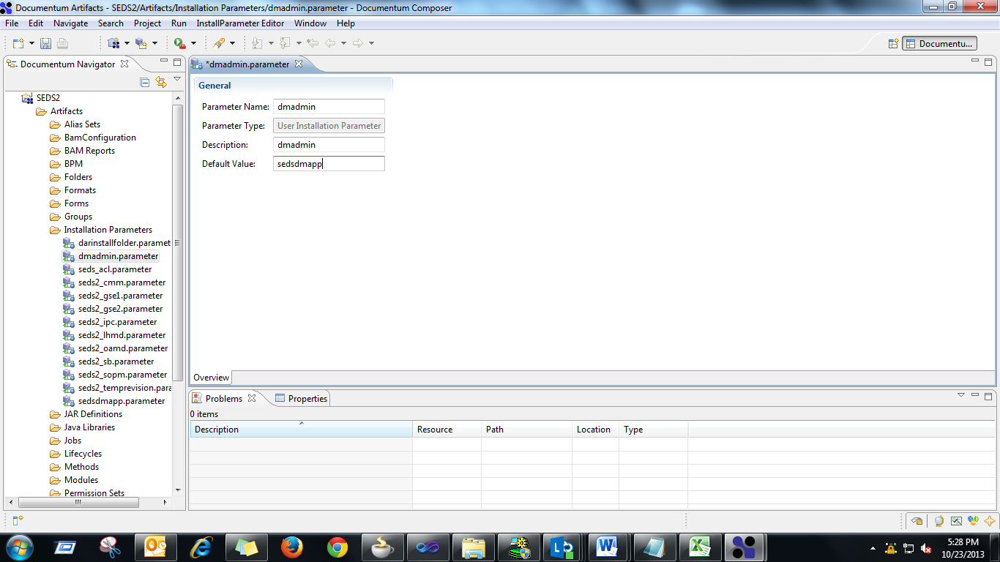 Documentum Artifacts - SEDS2/Artifacts/Installation Parameters/dmadmin.parameter - Documentum Composer
File Edit Navigate Search Project Run InstallParameter Editor Window Help
Documentu...
Documentum Navigator
*dmadmin.parameter
SEDS2
Artifacts
Alias Sets
BamConfiguration
BAM Reports
BPM
Folders
Formats
Forms
Groups
Installation Parameters
darinstallfolder.paramet
dmadmin.parameter
seds_acl.parameter
seds2_cmm.parameter
seds2_gse1.parameter
seds2_gse2.parameter
seds2_ipc.parameter
seds2_lhmd.parameter
seds2_oamd.parameter
seds2_sb.parameter
seds2_sopm.parameter
seds2_temprevision.para
sedsdmapp.parameter
JAR Definitions
Java Libraries
Jobs
Lifecycles
Methods
Modules
Permission Sets
General
Parameter Name: dmadmin
Parameter Type: User Installation Parameter
Description: dmadmin
Default Value: sedsdmapp
Overview
Problems Properties
0 items
Description Resource Path Location Type
5:28 PM
10/23/2013